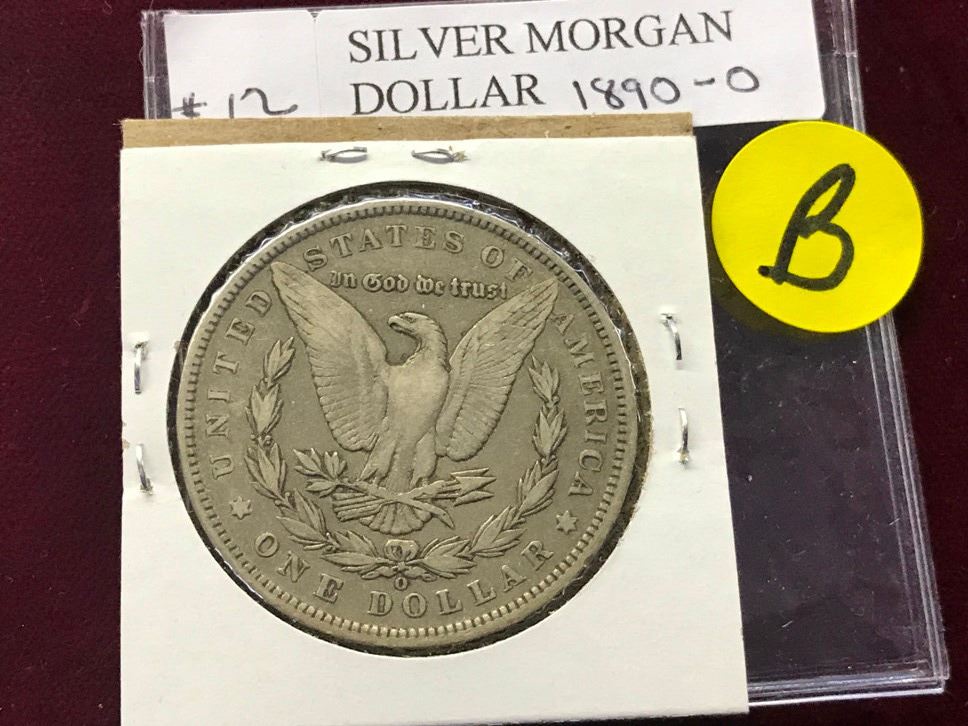 SILVER MORGAN
#12 DOLLAR 1890-O
B
UNITED STATES OF AMERICA
In God we trust
O
ONE DOLLAR